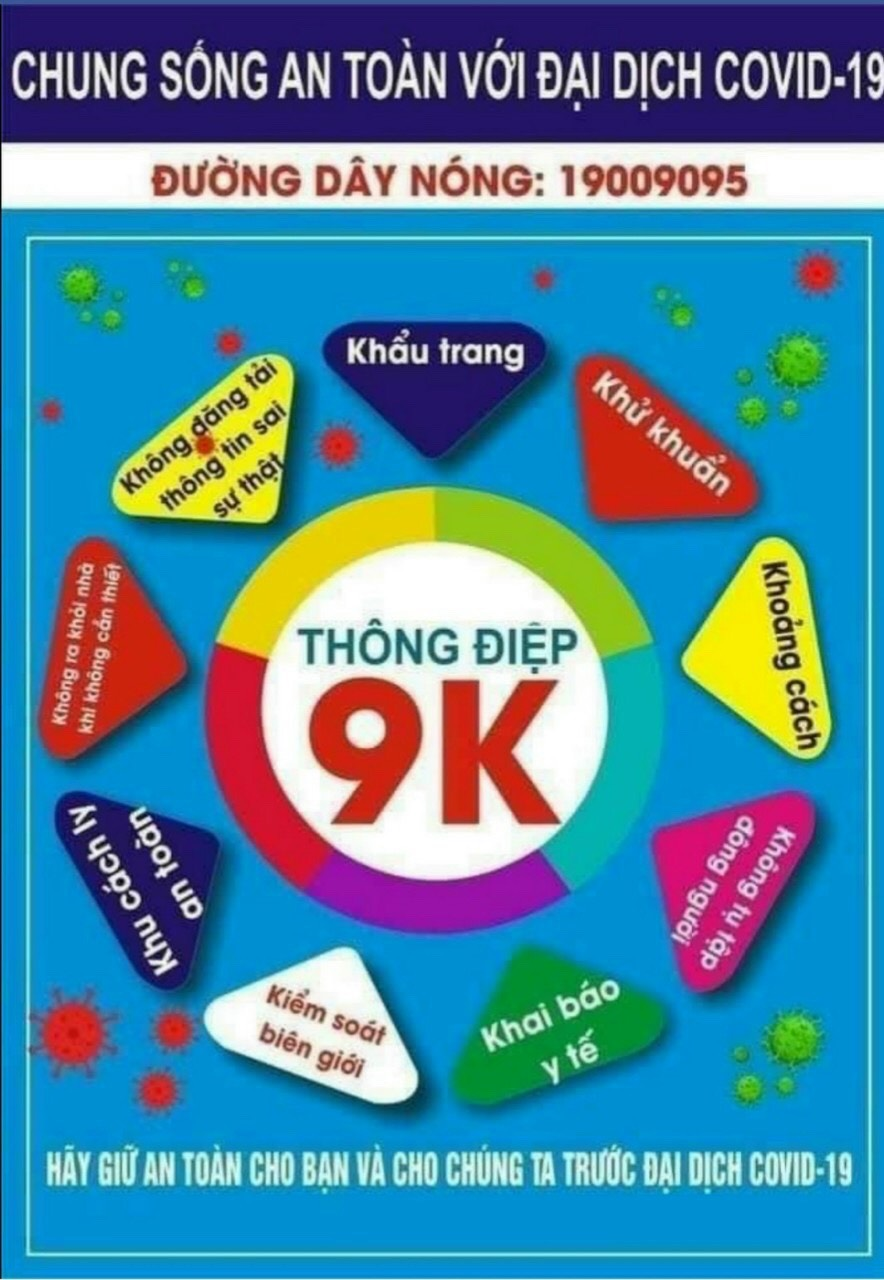 CHUNG SỐNG AN TOÀN VỚI ĐẠI DỊCH COVID-19
ĐƯỜNG DÂY NÓNG: 19009095
Khẩu trang
Khử khuẩn
Khoảng cách
Không tụ tập
đông người
Khai báo
y tế
Kiểm soát
biên giới
Khu cách ly
an toàn
Không ra khỏi nhà
khi không cần thiết
Không đăng tải
thông tin sai
sự thật
THÔNG ĐIỆP
9K
HÃY GIỮ AN TOÀN CHO BẠN VÀ CHO CHÚNG TA TRƯỚC ĐẠI DỊCH COVID-19